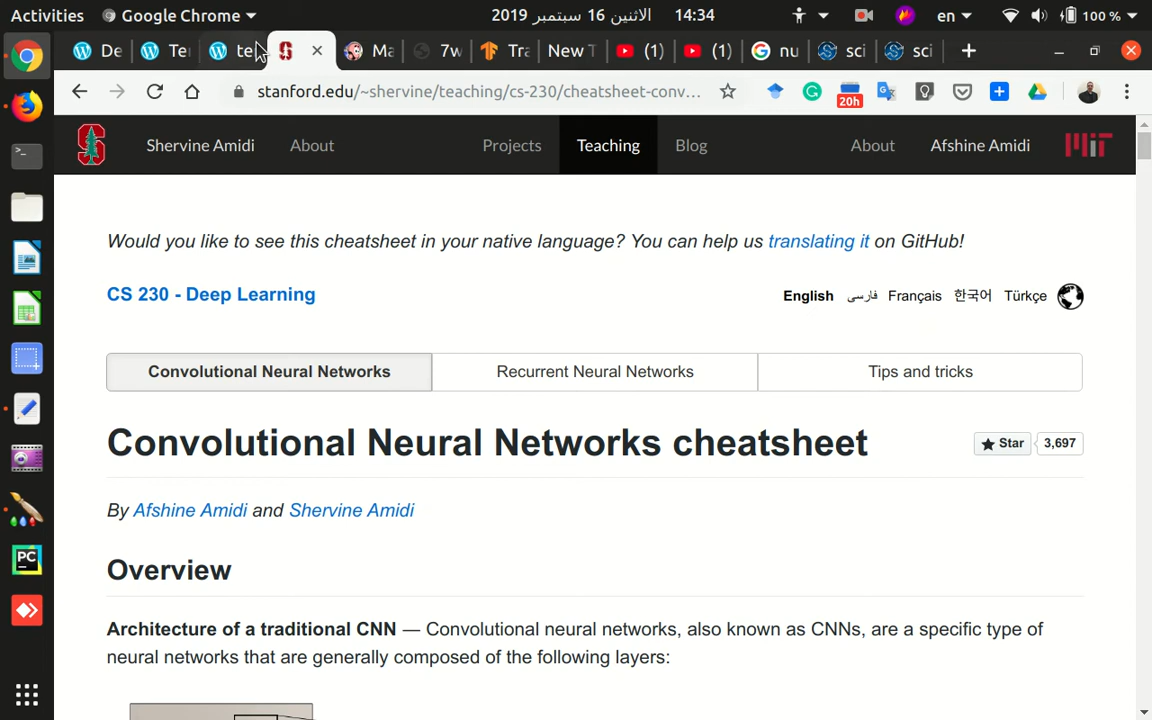 Activities Google Chrome الاثنين 16 سبتمبر 2019 14:34 en 100 %
De Ter te Ma 7w Tra New T (1) (1) nu sci sci
stanford.edu/~shervine/teaching/cs-230/cheatsheet-conv... 20h
Shervine Amidi About Projects Teaching Blog About Afshine Amidi MiT
Would you like to see this cheatsheet in your native language? You can help us translating it on GitHub!
CS 230 - Deep Learning
English فارسی Français 한국어 Türkçe
Convolutional Neural Networks Recurrent Neural Networks Tips and tricks
Convolutional Neural Networks cheatsheet
Star 3,697
By Afshine Amidi and Shervine Amidi
Overview
Architecture of a traditional CNN — Convolutional neural networks, also known as CNNs, are a specific type of
neural networks that are generally composed of the following layers:
PC